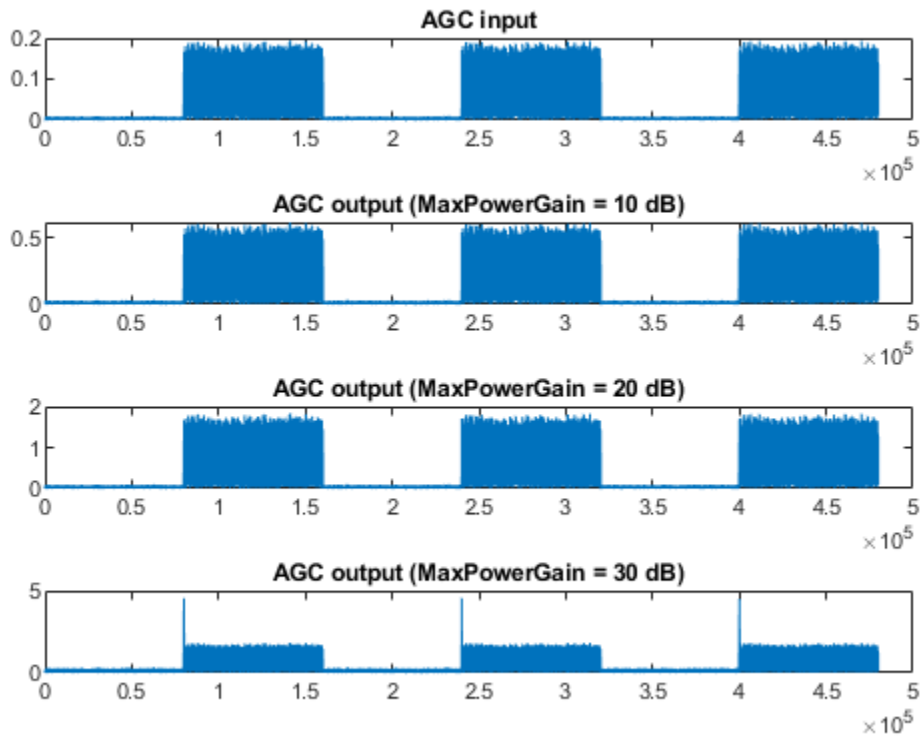 AGC input
0.2
0.1
0
0 0.5 1 1.5 2 2.5 3 3.5 4 4.5 5
×10^5
AGC output (MaxPowerGain = 10 dB)
0.5
0
0 0.5 1 1.5 2 2.5 3 3.5 4 4.5 5
×10^5
AGC output (MaxPowerGain = 20 dB)
2
1
0
0 0.5 1 1.5 2 2.5 3 3.5 4 4.5 5
×10^5
AGC output (MaxPowerGain = 30 dB)
5
0
0 0.5 1 1.5 2 2.5 3 3.5 4 4.5 5
×10^5